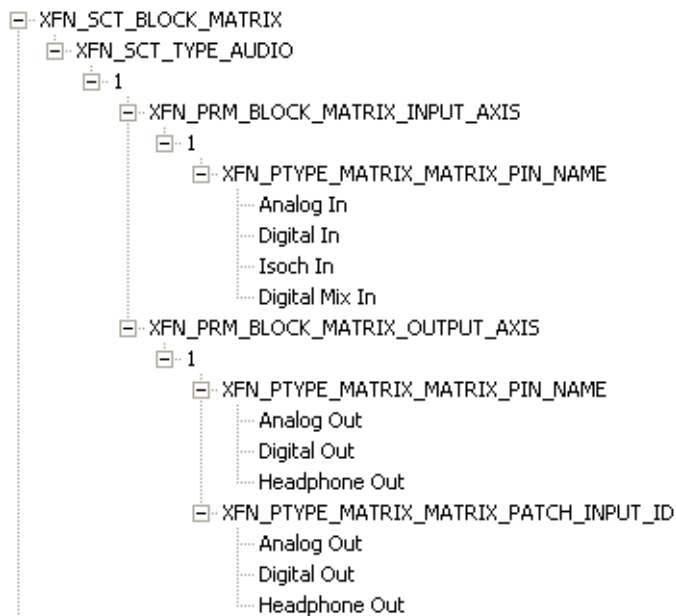 XFN_SCT_BLOCK_MATRIX
XFN_SCT_TYPE_AUDIO
1
XFN_PRM_BLOCK_MATRIX_INPUT_AXIS
1
XFN_PTYPE_MATRIX_MATRIX_PIN_NAME
Analog In
Digital In
Isoch In
Digital Mix In
XFN_PRM_BLOCK_MATRIX_OUTPUT_AXIS
1
XFN_PTYPE_MATRIX_MATRIX_PIN_NAME
Analog Out
Digital Out
Headphone Out
XFN_PTYPE_MATRIX_MATRIX_PATCH_INPUT_ID
Analog Out
Digital Out
Headphone Out